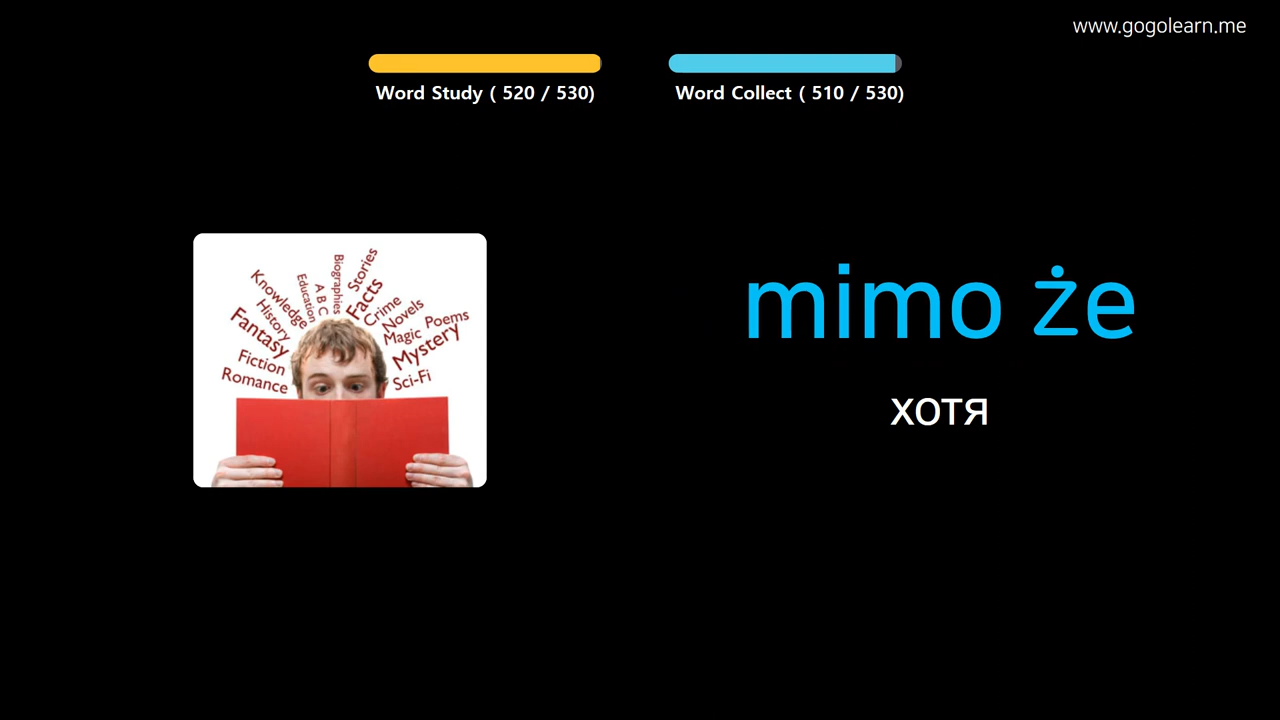 www.gogolearn.me
Word Study ( 520 / 530)
Word Collect ( 510 / 530)
mimo że
хотя
Knowledge
History
Fantasy
Fiction
Romance
Education
A B C
Biographies
Stories
Facts
Crime
Novels
Magic
Poems
Mystery
Sci-Fi